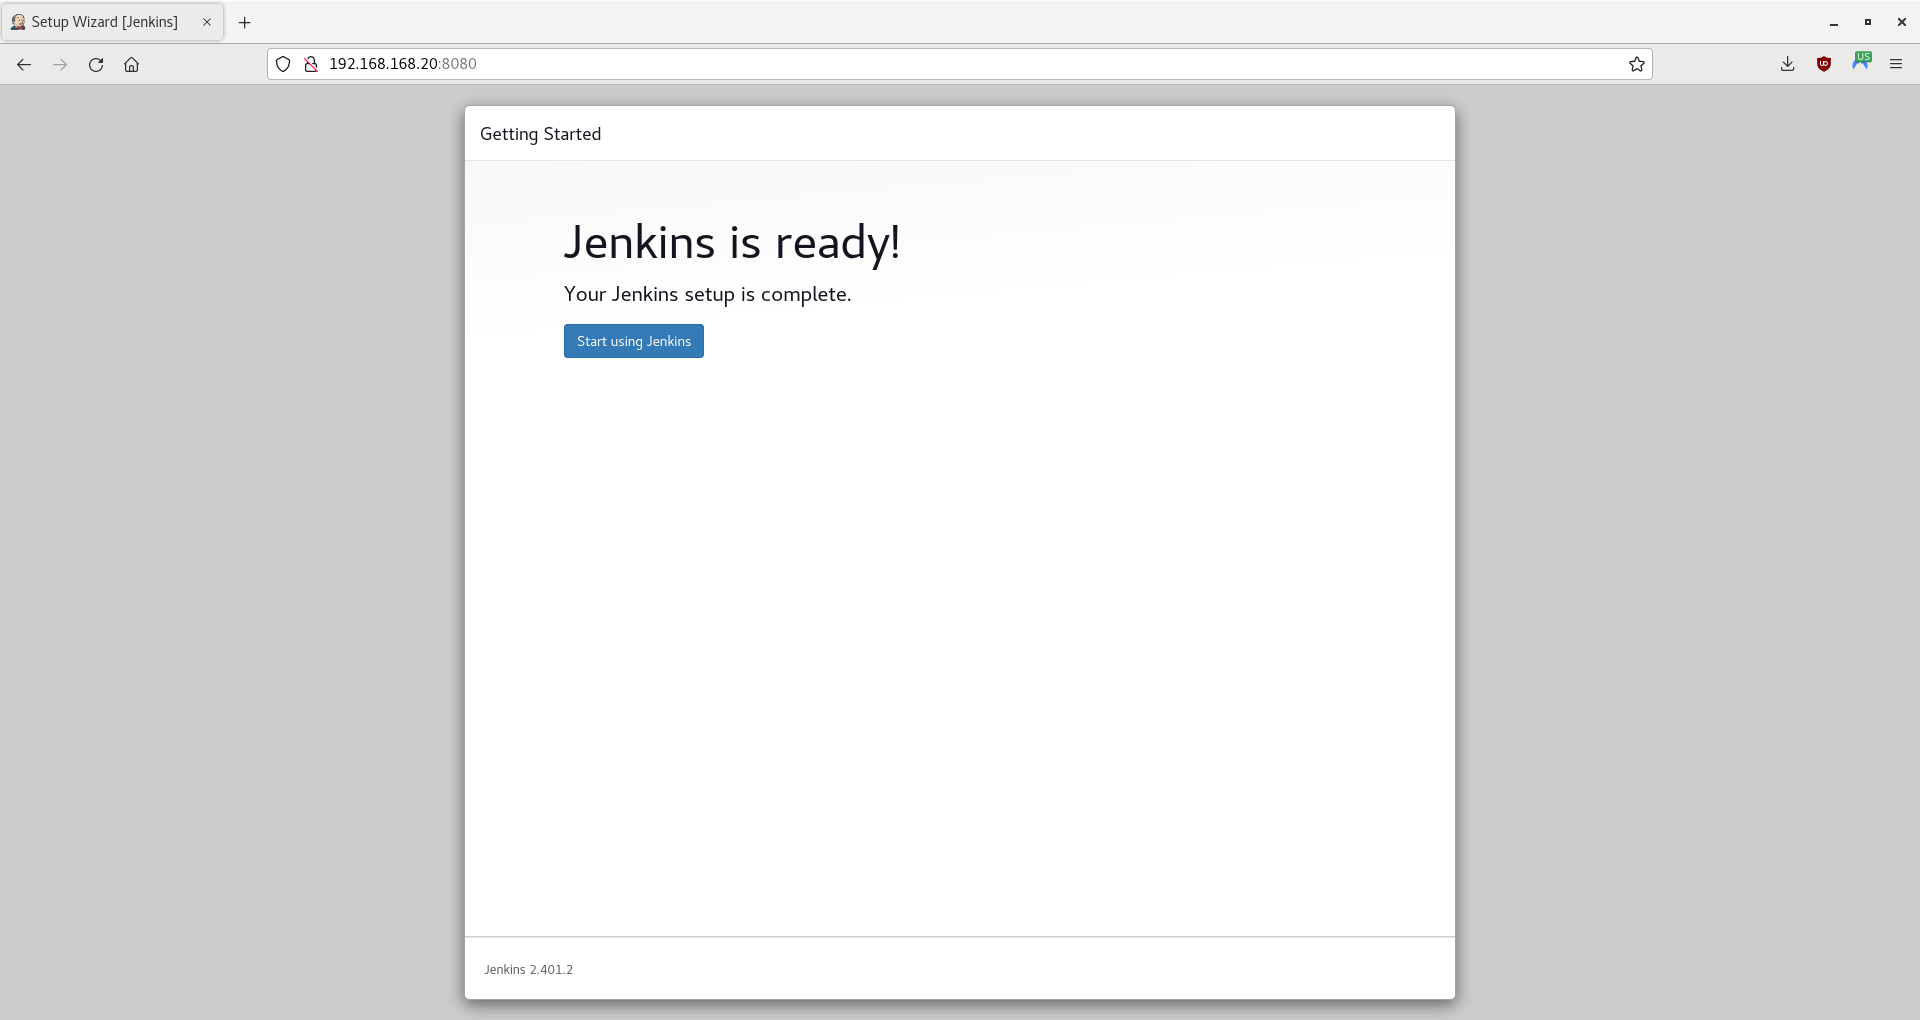 Setup Wizard [Jenkins]
192.168.168.20:8080
US
Getting Started
Jenkins is ready!
Your Jenkins setup is complete.
Start using Jenkins
Jenkins 2.401.2